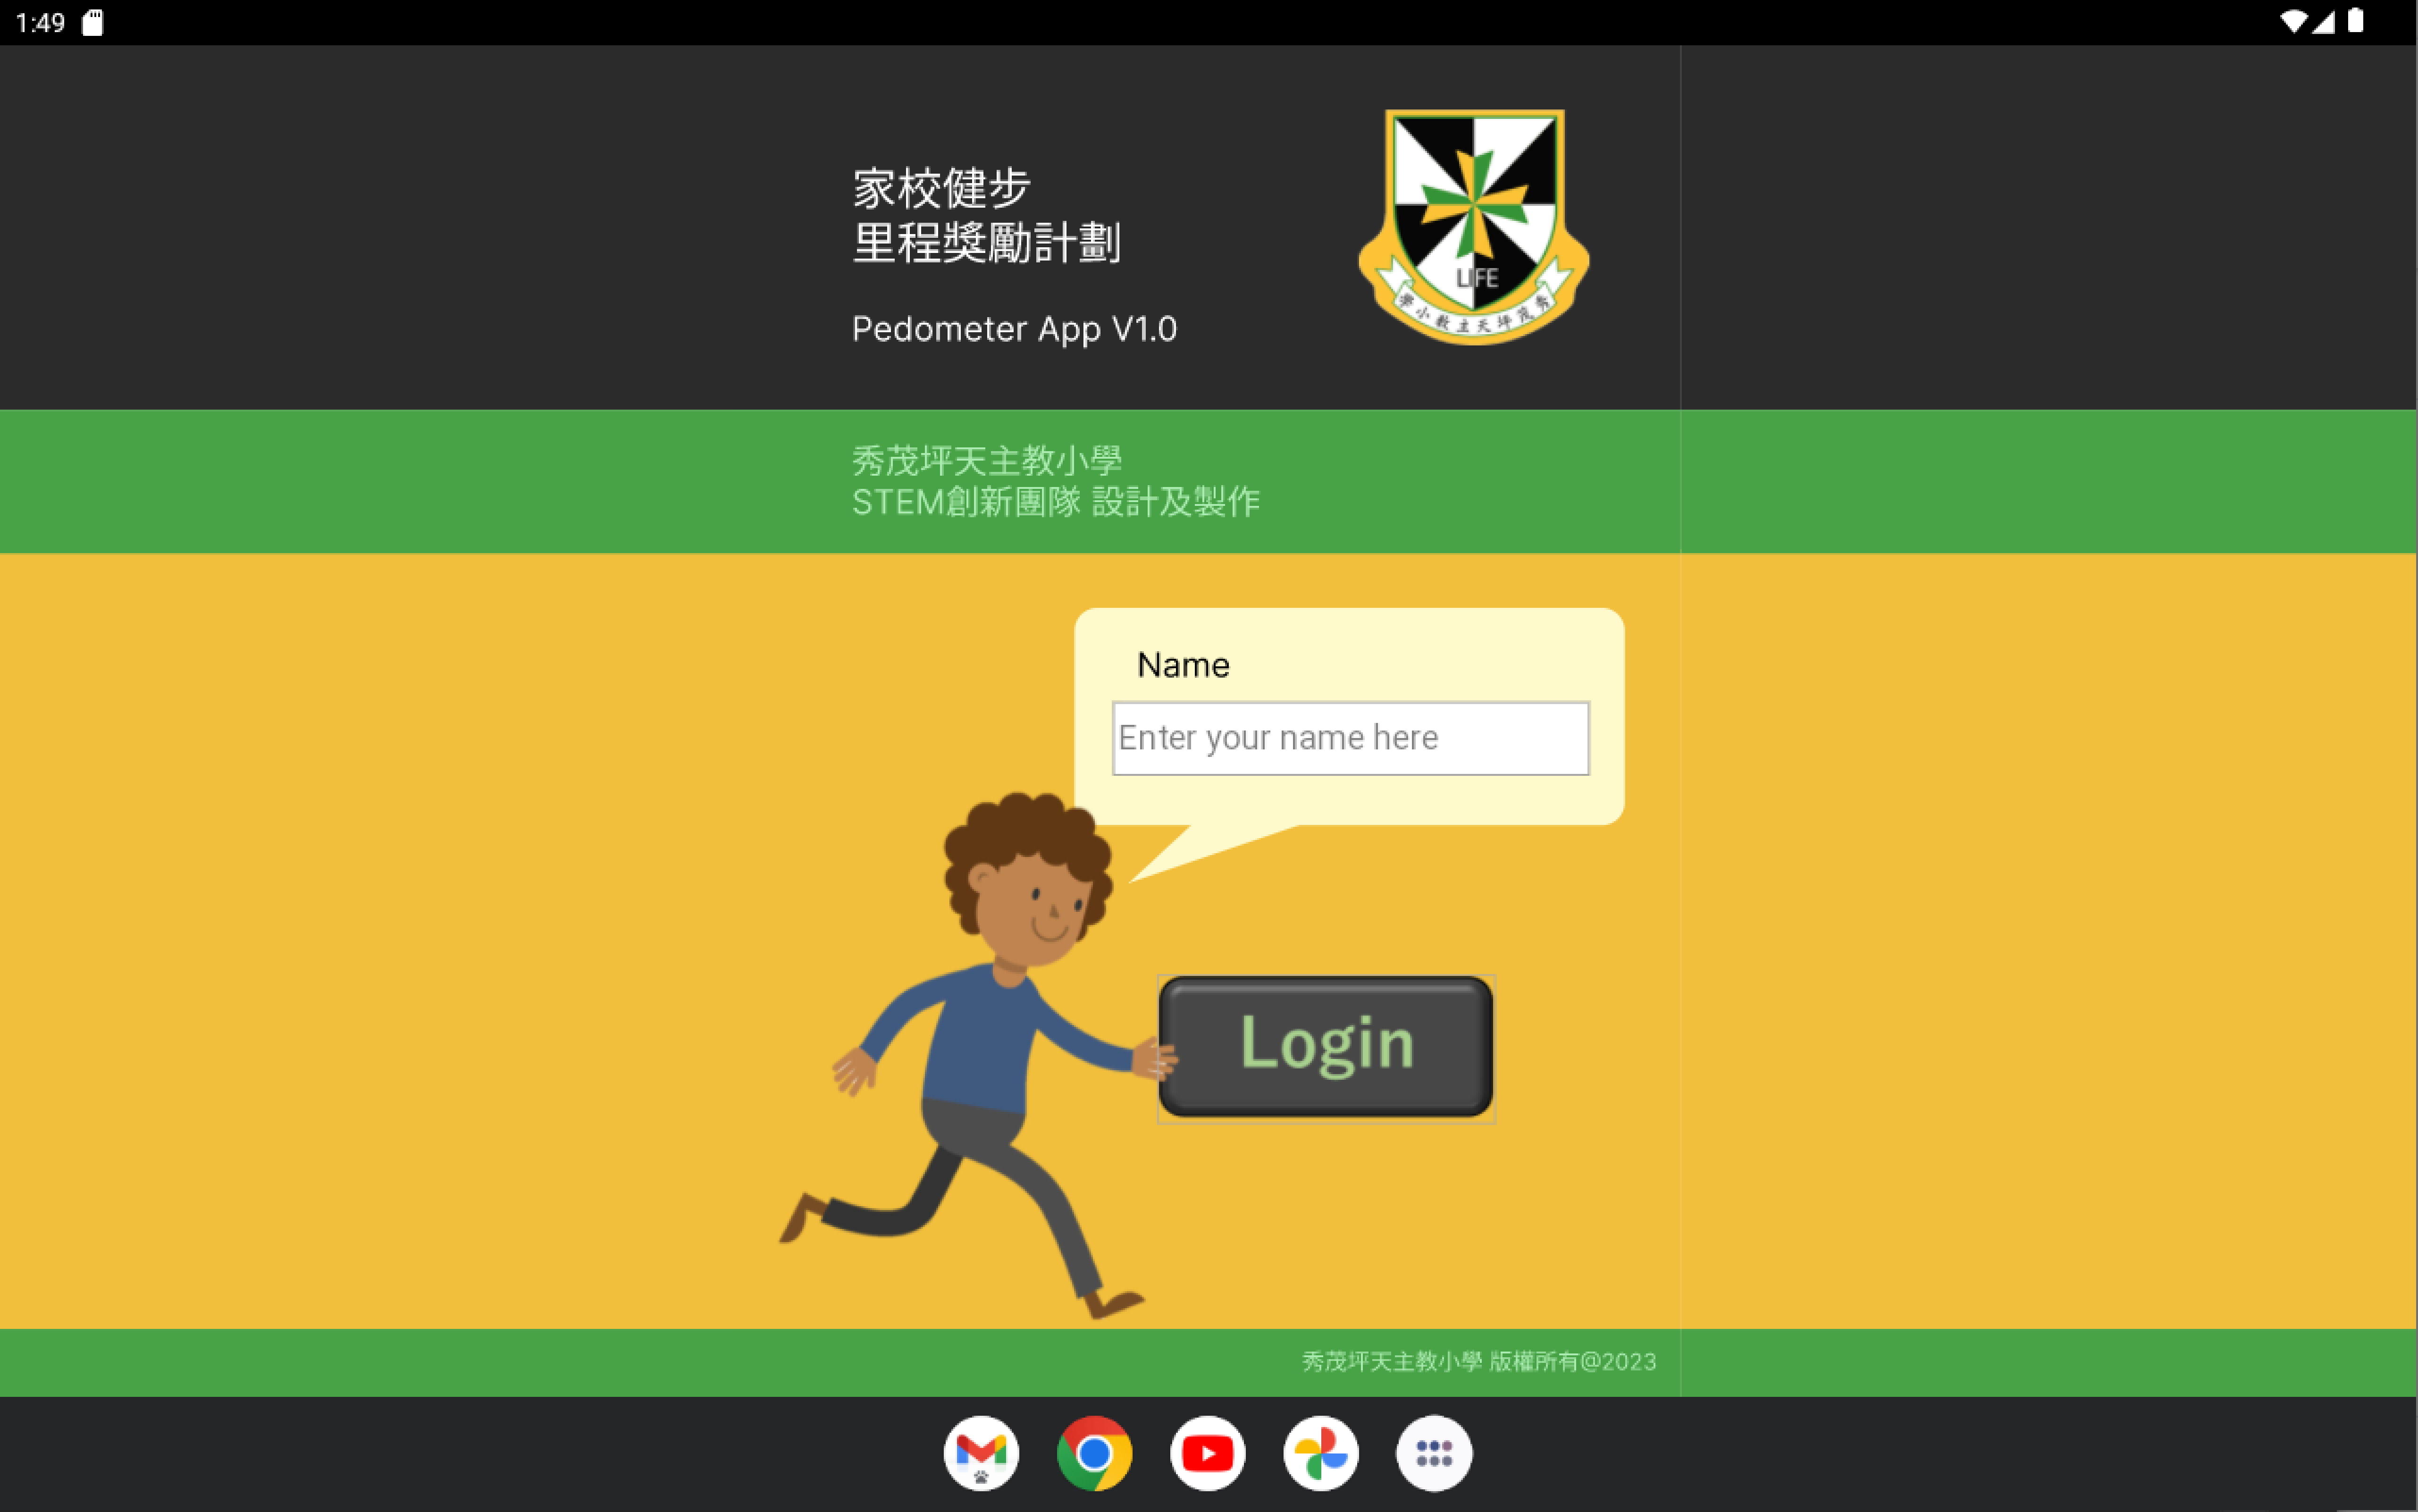 1:49
家校健步
里程獎勵計劃
Pedometer App V1.0
LIFE
學小教主天坪茂秀
秀茂坪天主教小學
STEM創新團隊 設計及製作
Name
Enter your name here
Login
秀茂坪天主教小學 版權所有@2023